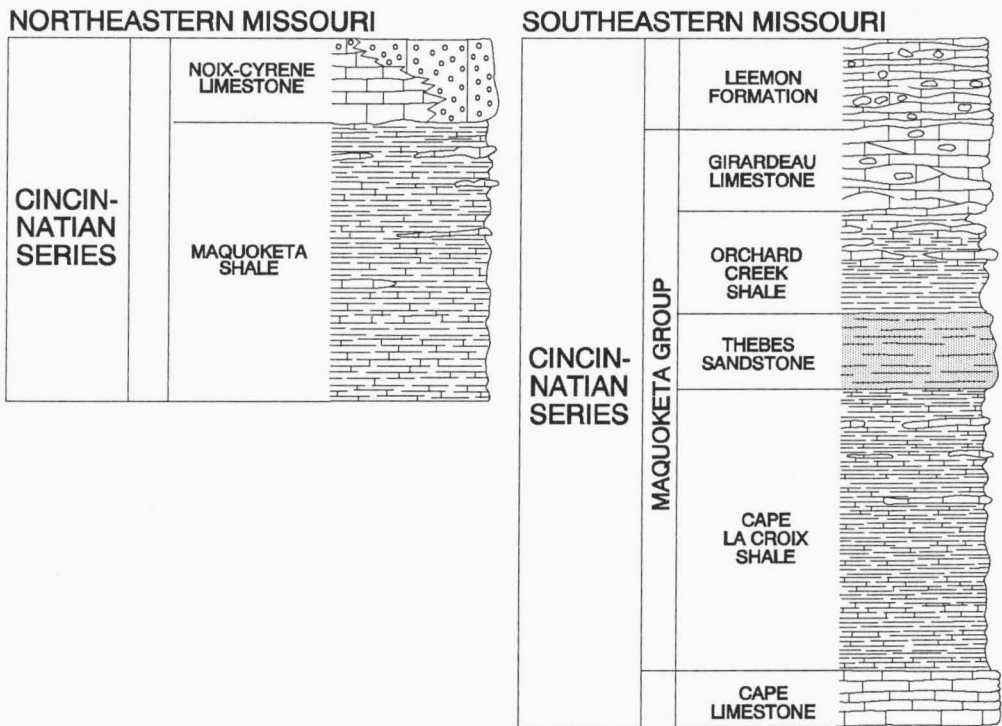 NORTHEASTERN MISSOURI
NOIX-CYRENE
LIMESTONE
CINCIN-
NATIAN
SERIES
MAQUOKETA
SHALE
SOUTHEASTERN MISSOURI
CINCIN-
NATIAN
SERIES
MAQUOKETA GROUP
LEEMON
FORMATION
GIRARDEAU
LIMESTONE
ORCHARD
CREEK
SHALE
THEBES
SANDSTONE
CAPE
LA CROIX
SHALE
CAPE
LIMESTONE